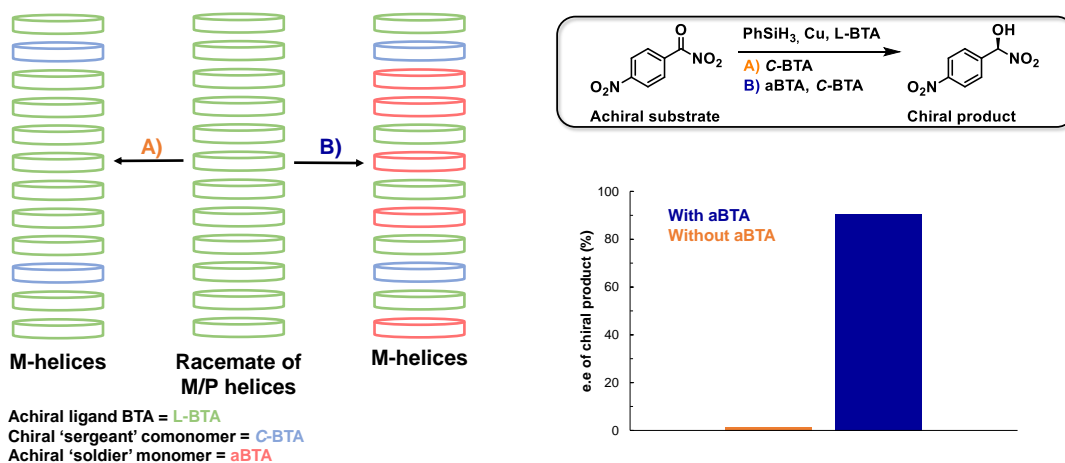 A)
B)
M-helices
Racemate of
M/P helices
M-helices
Achiral ligand BTA = L-BTA
Chiral ‘sergeant’ comonomer = C-BTA
Achiral ‘soldier’ monomer = aBTA
O
NO₂
O₂N
Achiral substrate
PhSiH₃, Cu, L-BTA
A) C-BTA
B) aBTA, C-BTA
OH
NO₂
O₂N
Chiral product
e.e of chiral product (%)
100
80
60
40
20
0
With aBTA
Without aBTA